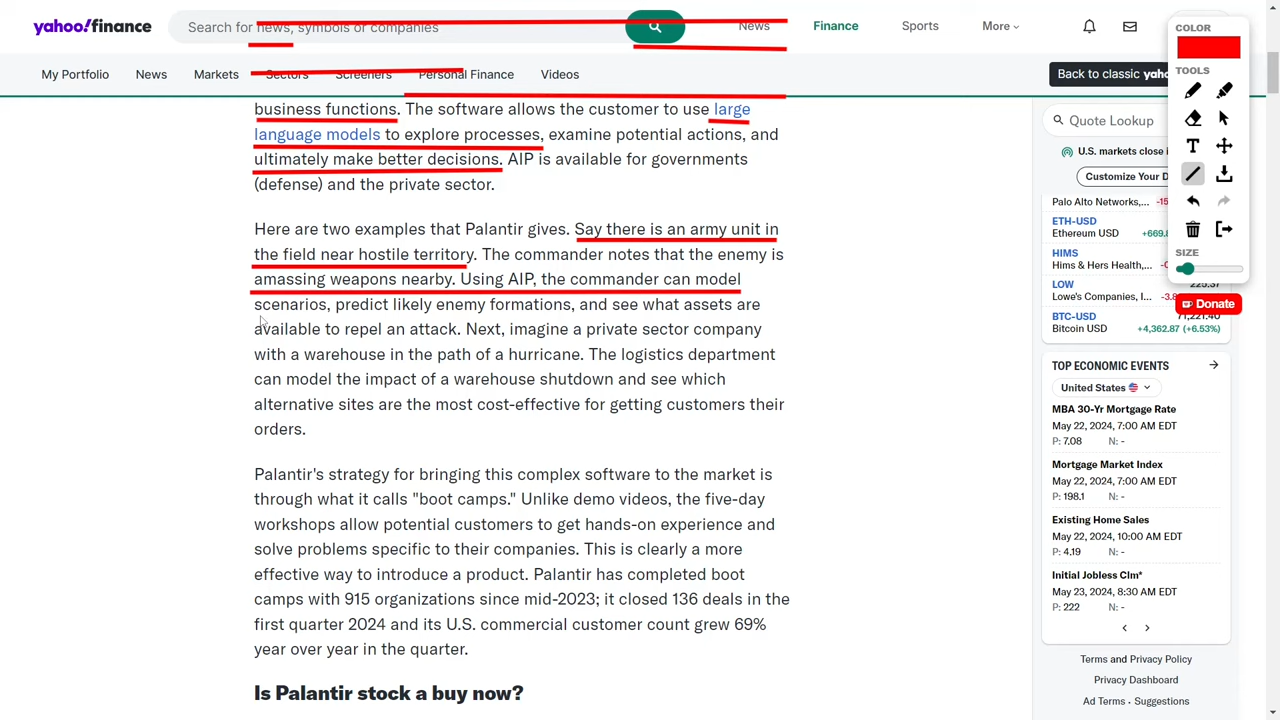 yahoo!finance
Search for news, symbols or companies
News
Finance
Sports
More
My Portfolio
News
Markets
Sectors
Screeners
Personal Finance
Videos
Back to classic
business functions. The software allows the customer to use large
language models to explore processes, examine potential actions, and
ultimately make better decisions. AIP is available for governments
(defense) and the private sector.
Here are two examples that Palantir gives. Say there is an army unit in
the field near hostile territory. The commander notes that the enemy is
amassing weapons nearby. Using AIP, the commander can model
scenarios, predict likely enemy formations, and see what assets are
available to repel an attack. Next, imagine a private sector company
with a warehouse in the path of a hurricane. The logistics department
can model the impact of a warehouse shutdown and see which
alternative sites are the most cost-effective for getting customers their
orders.
Palantir's strategy for bringing this complex software to the market is
through what it calls "boot camps." Unlike demo videos, the five-day
workshops allow potential customers to get hands-on experience and
solve problems specific to their companies. This is clearly a more
effective way to introduce a product. Palantir has completed boot
camps with 915 organizations since mid-2023; it closed 136 deals in the
first quarter 2024 and its U.S. commercial customer count grew 69%
year over year in the quarter.
Is Palantir stock a buy now?
Quote Lookup
U.S. markets close i
Customize Your D
Palo Alto Networks,...
ETH-USD
Ethereum USD
HIMS
Hims & Hers Health,...
LOW
225.37
Lowe's Companies, I...
BTC-USD
71,221.40
Bitcoin USD
+4,362.87 (+6.53%)
TOP ECONOMIC EVENTS
United States
MBA 30-Yr Mortgage Rate
May 22, 2024, 7:00 AM EDT
P: 7.08 N: -
Mortgage Market Index
May 22, 2024, 7:00 AM EDT
P: 198.1 N: -
Existing Home Sales
May 22, 2024, 10:00 AM EDT
P: 4.19 N: -
Initial Jobless Clm*
May 23, 2024, 8:30 AM EDT
P: 222 N: -
Terms and Privacy Policy
Privacy Dashboard
Ad Terms • Suggestions
COLOR
TOOLS
T
SIZE
Donate